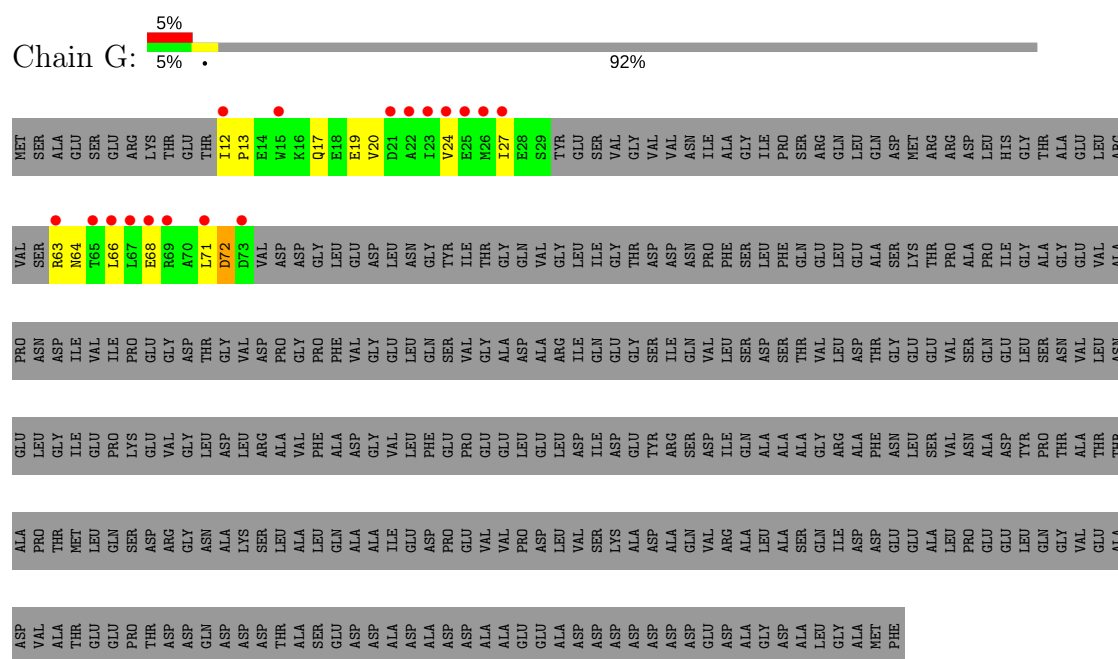 5%
Chain G:
5% • 92%
MET SER ALA GLU SER GLU ARG LYS THR GLU THR I12 P13 E14 W15 K16 Q17 E18 E19 V20 D21 A22 I23 V24 E25 M26 I27 E28 S29 TYR GLU SER VAL GLY VAL VAL ASN ILE ALA GLY ILE PRO SER ARG GLN LEU GLN ASP MET ARG ARG ASP LEU HIS GLY THR ALA GLU LEU ARG
VAL SER R63 N64 T65 L66 L67 E68 R69 A70 L71 D72 D73 VAL ASP ASP GLY LEU GLU ASP LEU ASN GLY TYR ILE THR GLY GLN VAL GLY LEU ILE GLY THR ASP ASP ASN PRO PHE SER LEU PHE GLN GLU LEU GLU ALA SER LYS THR PRO ALA PRO ILE GLY ALA GLY GLU VAL ALA
PRO ASN ASP ILE VAL ILE PRO GLU GLY ASP THR GLY VAL ASP PRO GLY PRO PHE VAL GLY GLU LEU GLN SER VAL GLY ALA ASP ALA ARG ILE GLN GLU GLY SER ILE GLN VAL LEU SER ASP SER THR VAL LEU ASP THR GLY GLU GLU VAL SER GLN GLU LEU SER ASN VAL LEU ASN
GLU LEU GLY ILE GLU PRO LYS GLU VAL GLY LEU ASP LEU ARG ALA VAL PHE ALA ASP GLY VAL LEU PHE GLU PRO GLU GLU LEU GLU LEU ASP ILE ASP GLU TYR ARG SER ASP ILE GLN ALA ALA ALA GLY ARG ALA PHE ASN LEU SER VAL ASN ALA ASP TYR PRO THR ALA THR THR
ALA PRO THR MET LEU GLN SER ASP ARG GLY ASN ALA LYS SER LEU ALA LEU GLN ALA ALA ILE GLU ASP PRO GLU VAL VAL PRO ASP LEU VAL SER LYS ALA ASP ALA GLN VAL ARG ALA LEU ALA SER GLN ILE ASP ASP GLU GLU ALA LEU PRO GLU GLU LEU GLN GLY VAL GLU ALA
ASP VAL ALA THR GLU GLU PRO THR ASP ASP GLN ASP ASP ASP THR ALA SER GLU ASP ASP ALA ASP ALA ASP ASP ALA ALA GLU GLU ALA ASP ASP ASP ASP ASP ASP ASP GLU ASP ALA GLY ASP ALA LEU GLY ALA MET PHE